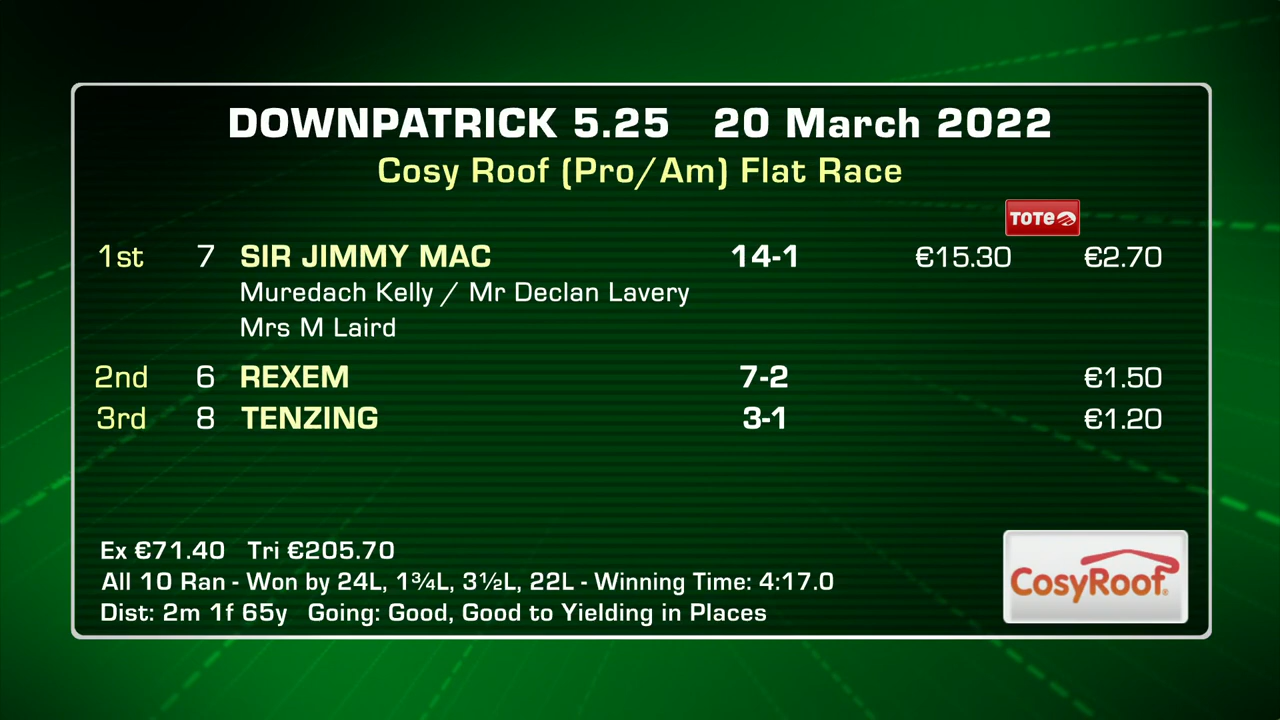 DOWNPATRICK 5.25 20 March 2022
Cosy Roof (Pro/Am) Flat Race
TOTE
1st 7 SIR JIMMY MAC 14-1 €15.30 €2.70
Muredach Kelly / Mr Declan Lavery
Mrs M Laird
2nd 6 REXEM 7-2 €1.50
3rd 8 TENZING 3-1 €1.20
Ex €71.40 Tri €205.70
All 10 Ran - Won by 24L, 1¾L, 3½L, 22L - Winning Time: 4:17.0
Dist: 2m 1f 65y Going: Good, Good to Yielding in Places
CosyRoof®